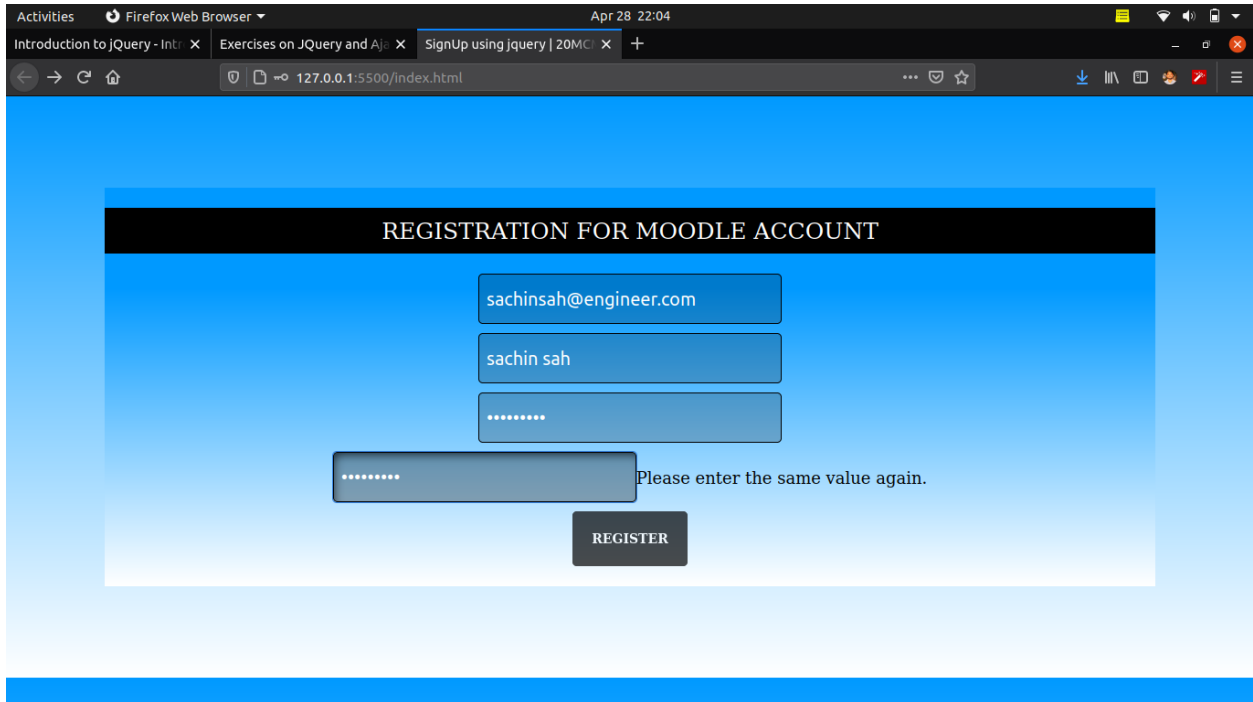 Activities Firefox Web Browser Apr 28 22:04
Introduction to jQuery - Intr Exercises on JQuery and Aja SignUp using jquery | 20MC
127.0.0.1:5500/index.html
REGISTRATION FOR MOODLE ACCOUNT
sachinsah@engineer.com
sachin sah
•••••••••
••••••••• Please enter the same value again.
REGISTER